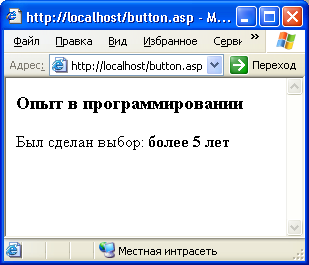 http://localhost/button.asp - M...
Файл Правка Вид Избранное Серви »
Адрес: http://localhost/button.asp Переход
Опыт в программировании
Был сделан выбор: более 5 лет
Местная интрасеть